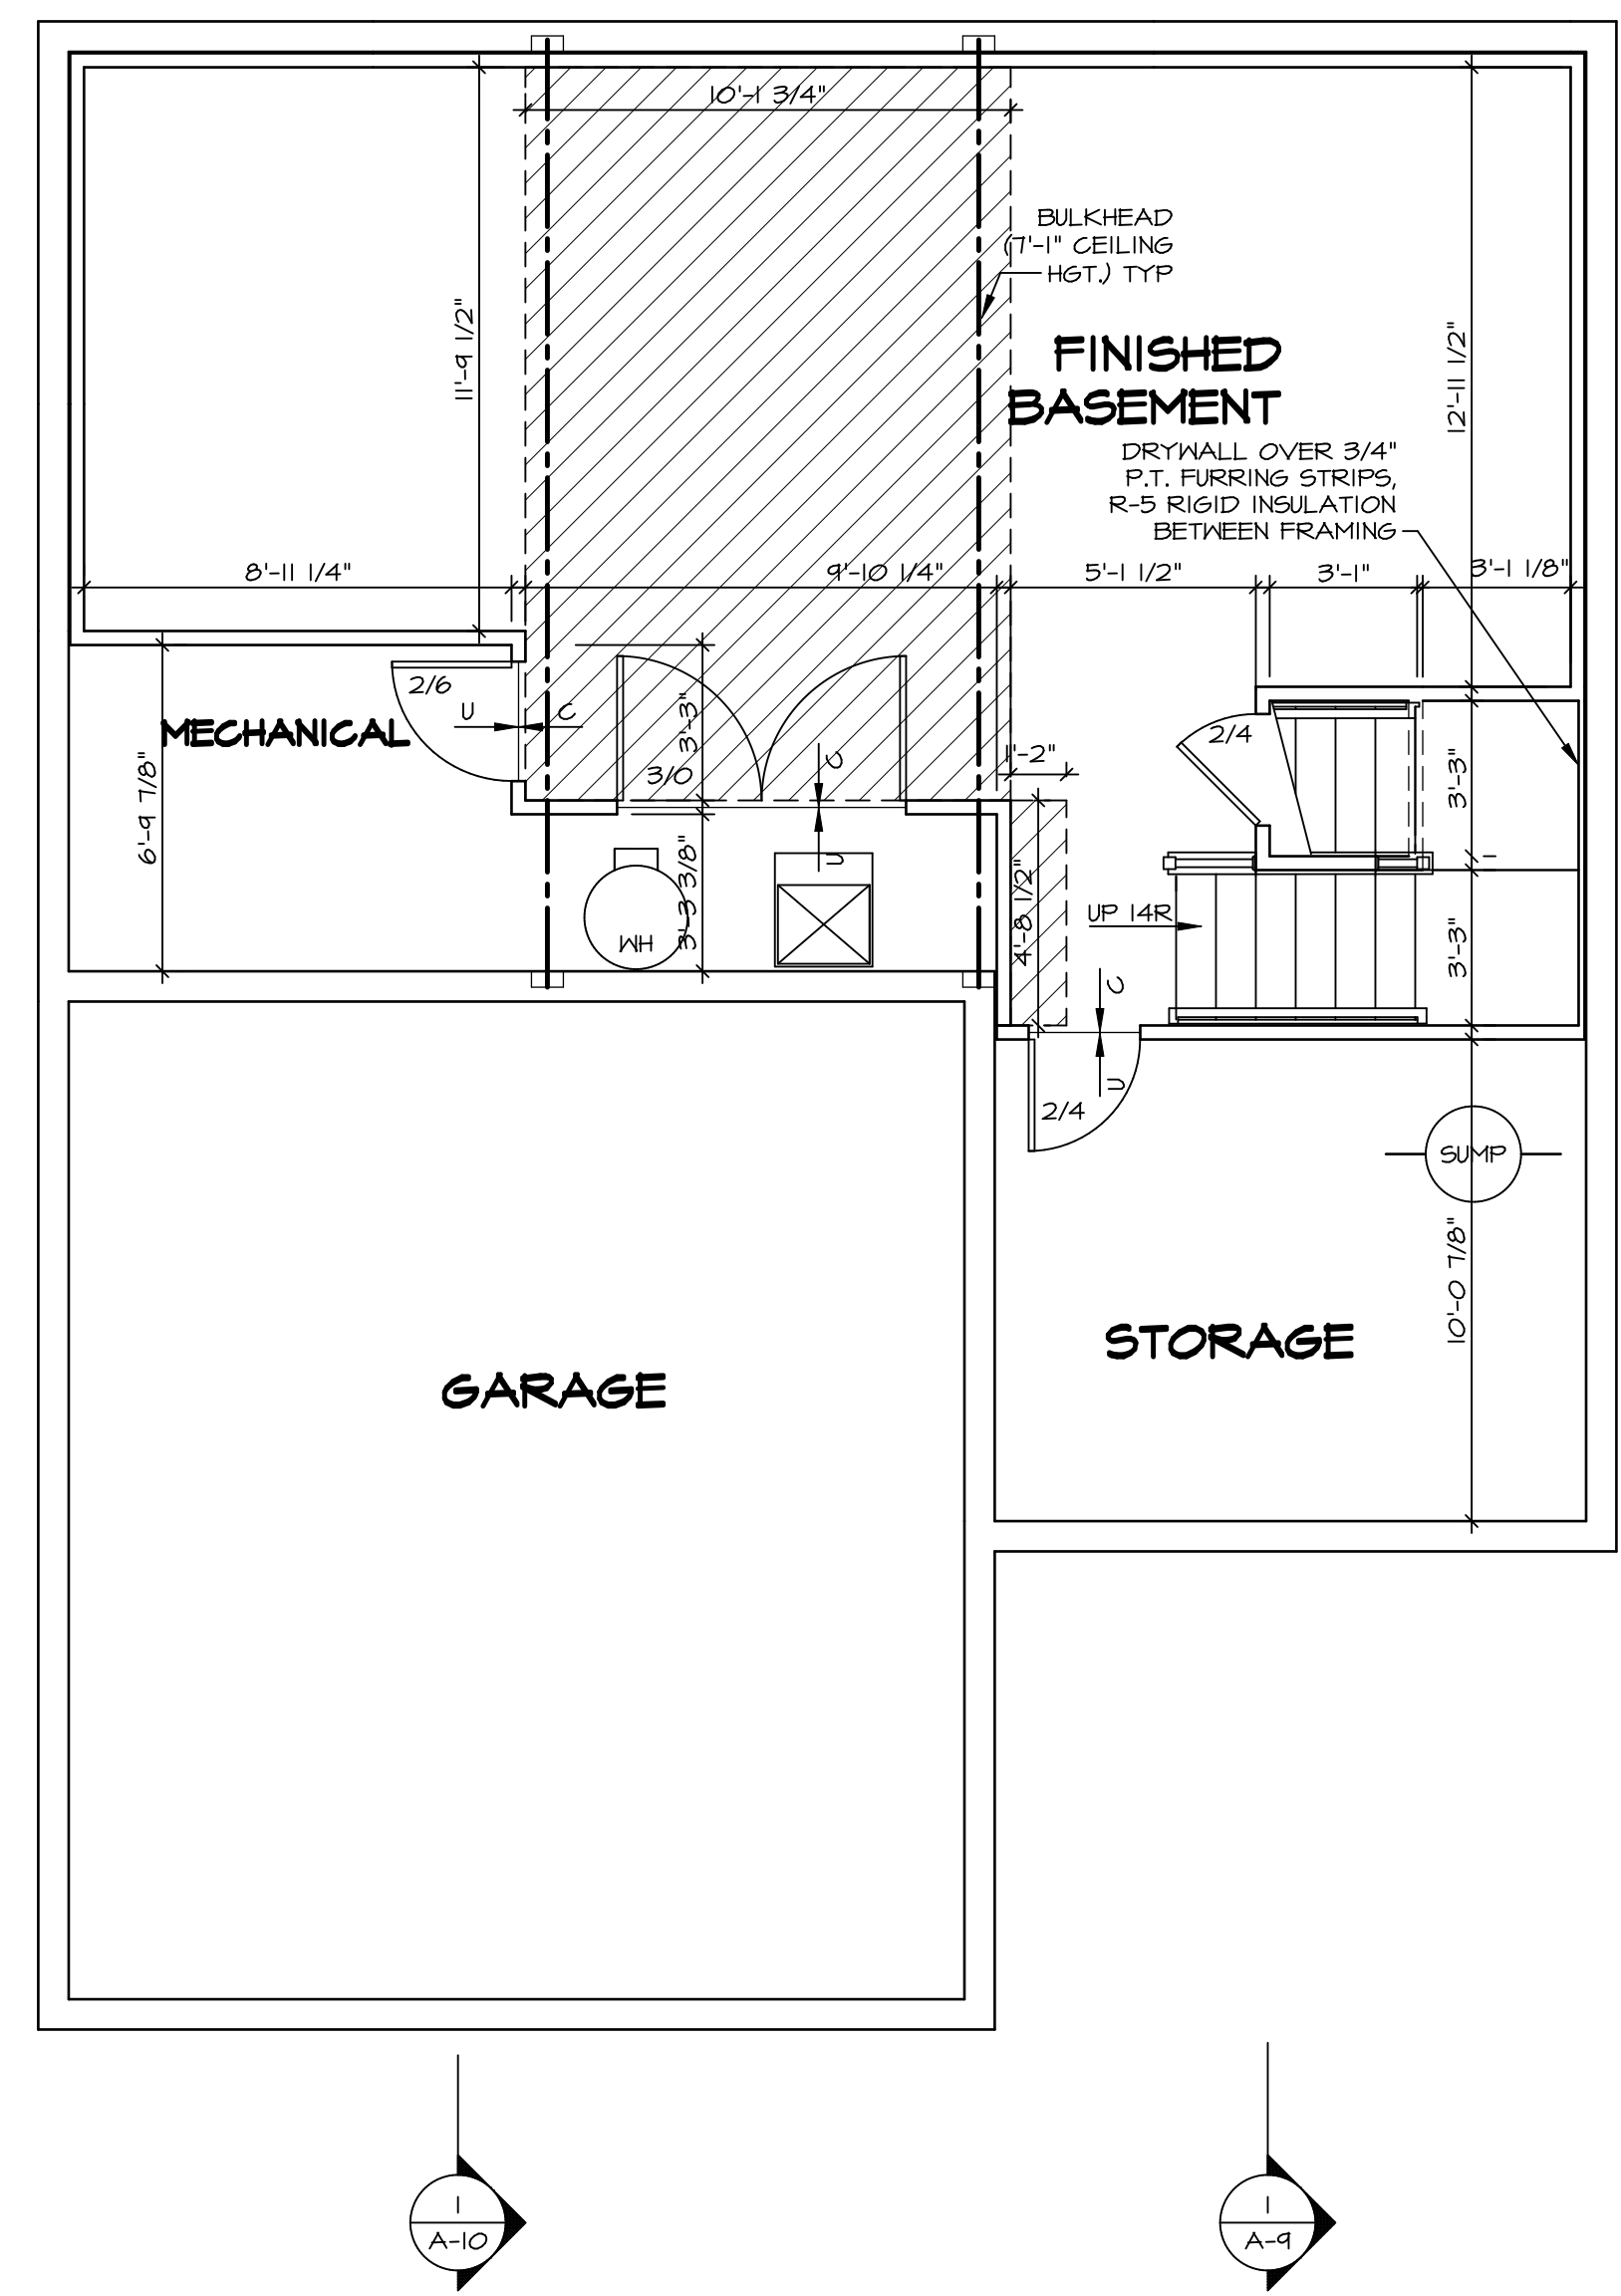 10'-1 3/4"
BULKHEAD
(7'-1" CEILING
HGT.) TYP
11'-9 1/2"
12'-11 1/2"
FINISHED
BASEMENT
DRYWALL OVER 3/4"
P.T. FURRING STRIPS,
R-5 RIGID INSULATION
BETWEEN FRAMING
8'-11 1/4"
9'-10 1/4"
5'-1 1/2"
3'-1"
3'-1 1/8"
2/6
U
C
MECHANICAL
6'-9 7/8"
3'-3"
3/0
C
U
1'-2"
2/4
3'-3"
WH
3'-3 3/8"
4'-8 1/2"
UP 14R
3'-3"
C
U
2/4
SUMP
10'-0 7/8"
STORAGE
GARAGE
1
A-10
1
A-9